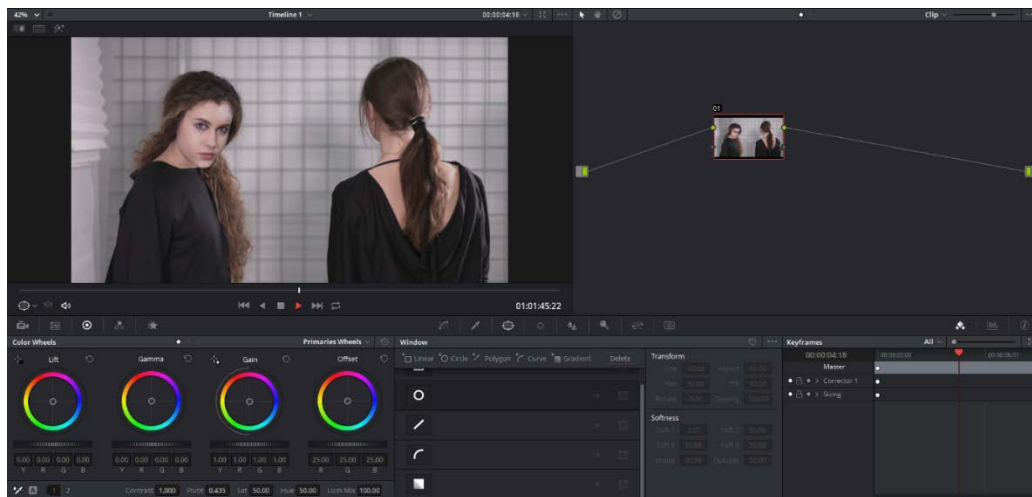 42%
Timeline 1
00:00:04:18
Clip
01
01:01:45:22
Color Wheels
Primaries Wheels
Window
Keyframes
All
Lift
Gamma
Gain
Offset
Linear
Circle
Polygon
Curve
Gradient
Delete
Transform
00:00:04:18
00:00:00:00
Master
Corrector 1
Sizing
Softness
0.00 0.00 0.00 0.00
0.00 0.00 0.00 0.00
1.00 1.00 1.00 1.00
25.00 25.00 25.00
Y R G B
Y R G B
Y R G B
R G B
A 1 2
Contrast 1.000 Pivot 0.435 Sat 50.00 Hue 50.00 Lum Mix 100.00